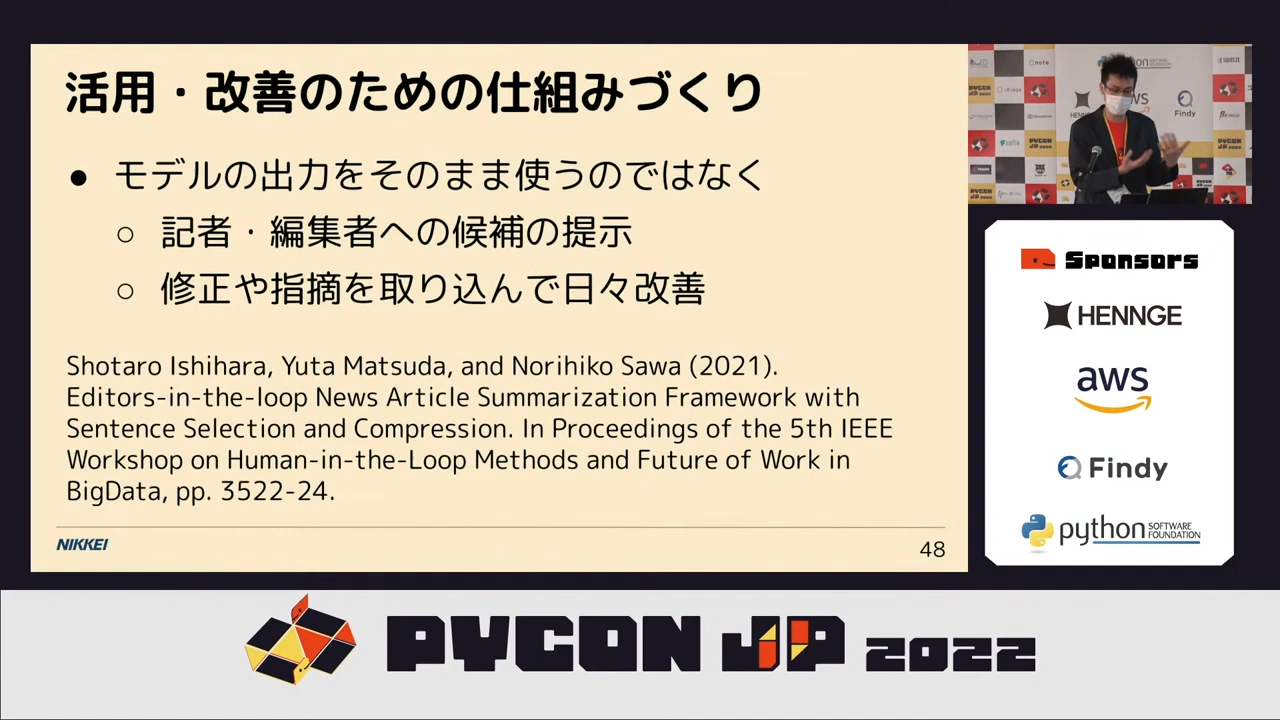 活用・改善のための仕組みづくり
● モデルの出力をそのまま使うのではなく
○ 記者・編集者への候補の提示
○ 修正や指摘を取り込んで日々改善
Shotaro Ishihara, Yuta Matsuda, and Norihiko Sawa (2021).
Editors-in-the-loop News Article Summarization Framework with
Sentence Selection and Compression. In Proceedings of the 5th IEEE
Workshop on Human-in-the-Loop Methods and Future of Work in
BigData, pp. 3522-24.
NIKKEI
48
note
aws
Findy
Sponsors
HENNGE
aws
Findy
python SOFTWARE
FOUNDATION
PYCON JP 2022